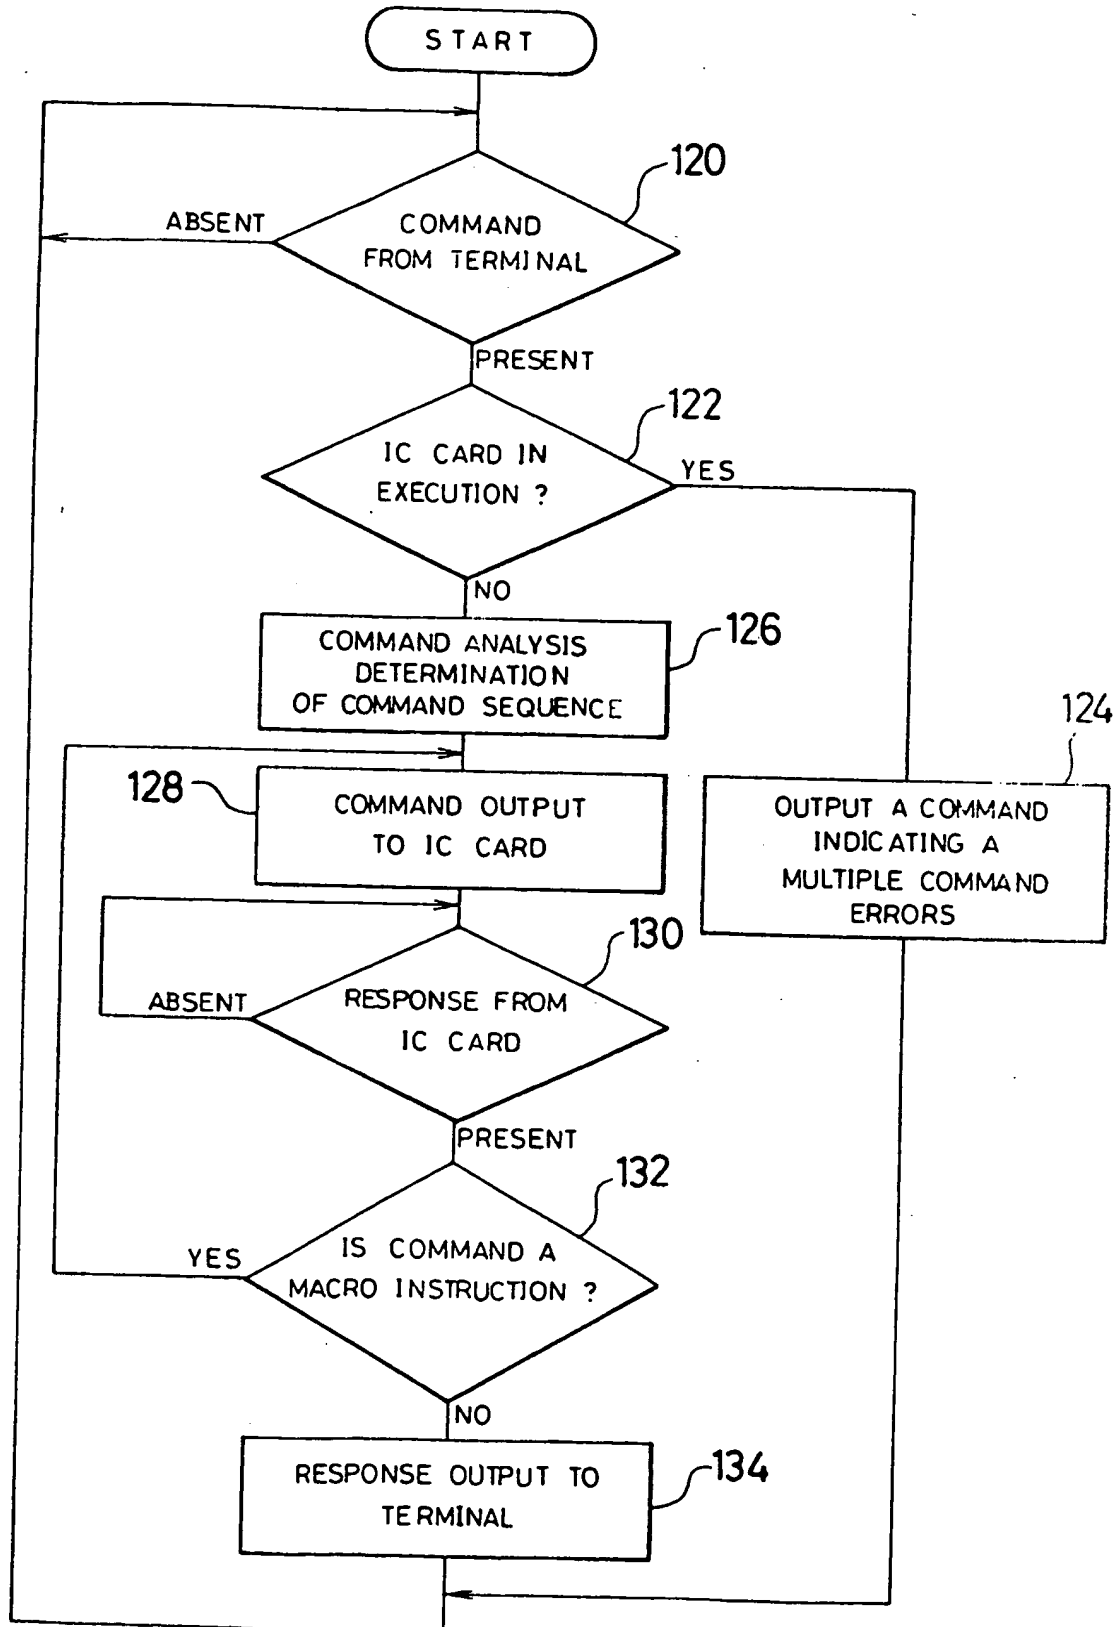 START
120
ABSENT
COMMAND
FROM TERMINAL
PRESENT
122
IC CARD IN
EXECUTION ?
YES
NO
126
COMMAND ANALYSIS
DETERMINATION
OF COMMAND SEQUENCE
124
128
COMMAND OUTPUT
TO IC CARD
OUTPUT A COMMAND
INDICATING A
MULTIPLE COMMAND
ERRORS
130
ABSENT
RESPONSE FROM
IC CARD
PRESENT
132
YES
IS COMMAND A
MACRO INSTRUCTION ?
NO
134
RESPONSE OUTPUT TO
TERMINAL